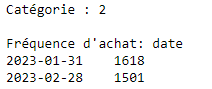 Catégorie : 2
Fréquence d'achat: date
2023-01-31    1618
2023-02-28    1501